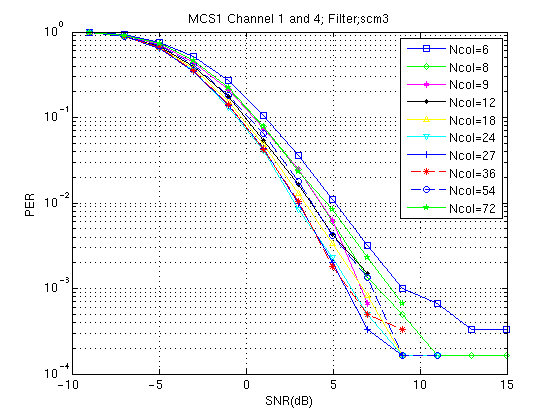 MCS1 Channel 1 and 4; Filter;scm3
10^0
10^-1
10^-2
10^-3
10^-4
PER
-10
-5
0
5
10
15
SNR(dB)
Ncol=6
Ncol=8
Ncol=9
Ncol=12
Ncol=18
Ncol=24
Ncol=27
Ncol=36
Ncol=54
Ncol=72